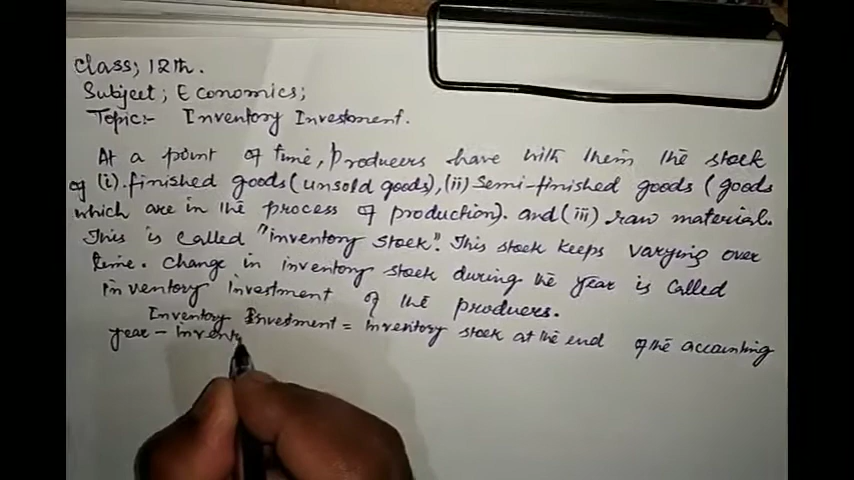 Class; 12th.
Subject; Economics;
Topic:- Inventory Investment.
At a point of time, Producers have with them the stock
of (i). finished goods (unsold goods), (ii) Semi-finished goods (goods
which are in the process of production). and (iii) raw material.
This is called "inventory stock". This stock keeps varying over
time. Change in inventory stock during the year is called
inventory investment of the producers.
Inventory Investment = Inventory stock at the end of the accounting
year - Invent